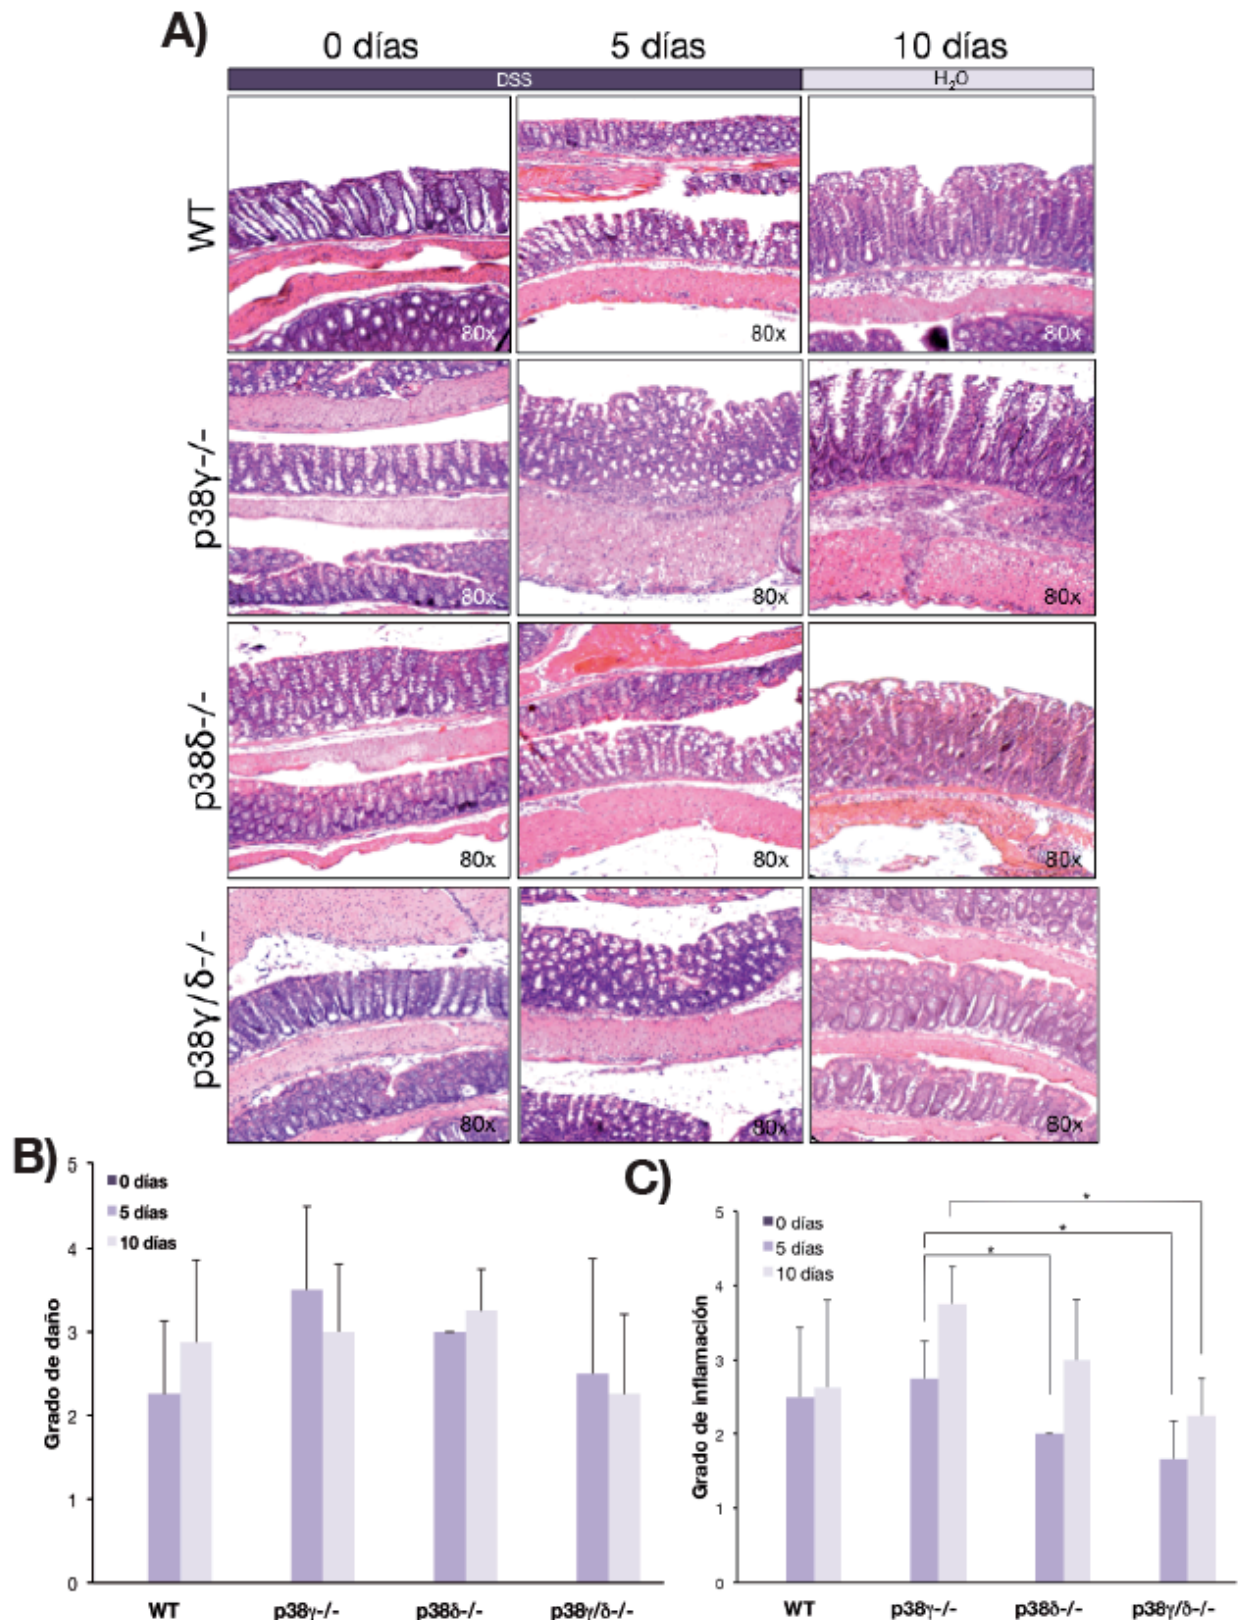 A)
0 días 5 días 10 días
DSS H₂O
WT
80x 80x 80x
p38γ-/-
80x 80x 80x
p38δ-/-
80x 80x 80x
p38γ/δ-/-
80x 80x 80x
B)
Grado de daño
5
4
3
2
1
0
0 días
5 días
10 días
WT p38γ-/- p38δ-/- p38γ/δ-/-
C)
Grado de inflamación
5
4
3
2
1
0
0 días
5 días
10 días
*
*
*
WT p38γ-/- p38δ-/- p38γ/δ-/-